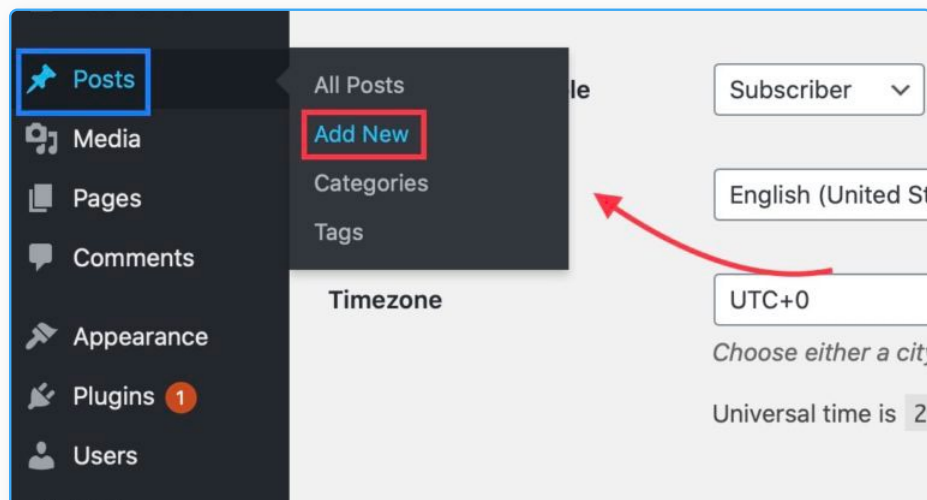 Posts
Media
Pages
Comments
Appearance
Plugins 1
Users
All Posts
Add New
Categories
Tags
le
Subscriber
English (United St
Timezone
UTC+0
Choose either a city
Universal time is 2